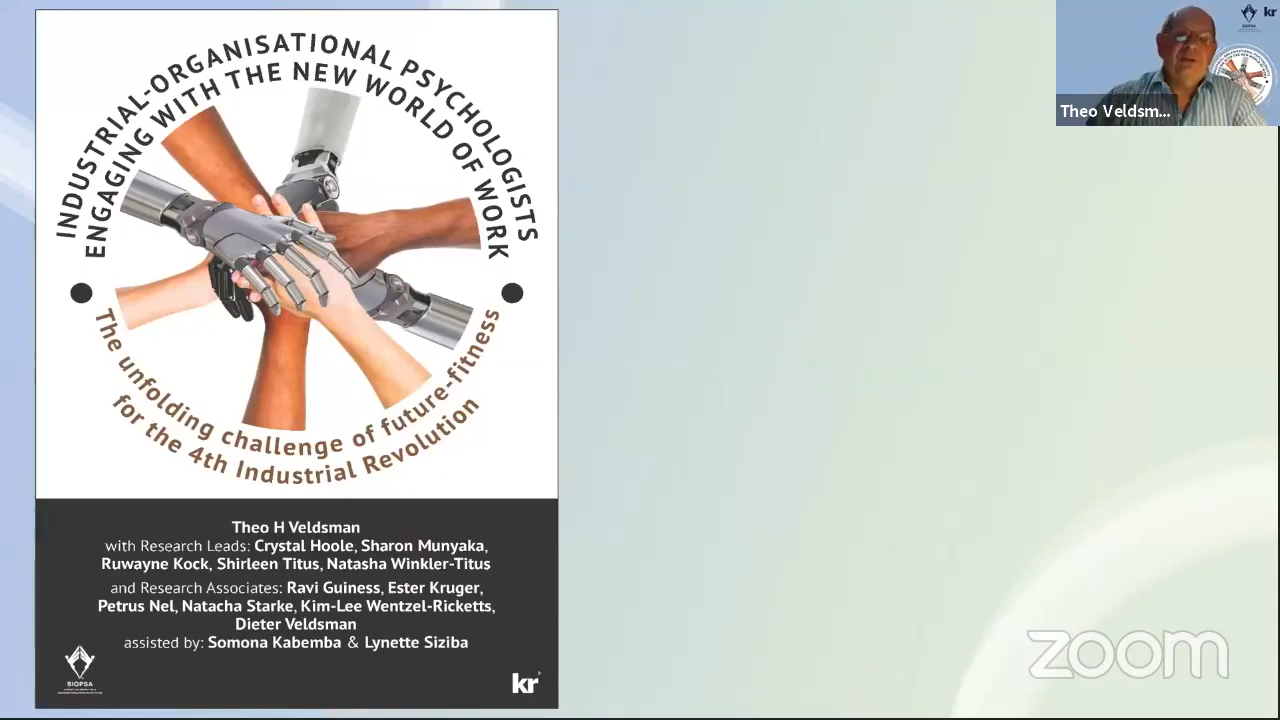 INDUSTRIAL-ORGANISATIONAL PSYCHOLOGISTS
ENGAGING WITH THE NEW WORLD OF WORK
The unfolding challenge of future-fitness
for the 4th Industrial Revolution
Theo H Veldsman
with Research Leads: Crystal Hoole, Sharon Munyaka,
Ruwayne Kock, Shirleen Titus, Natasha Winkler-Titus
and Research Associates: Ravi Guiness, Ester Kruger,
Petrus Nel, Natacha Starke, Kim-Lee Wentzel-Ricketts,
Dieter Veldsman
assisted by: Somona Kabemba & Lynette Siziba
SIOPSA
kr
SIOPSA
kr
Theo Veldsm...
zoom